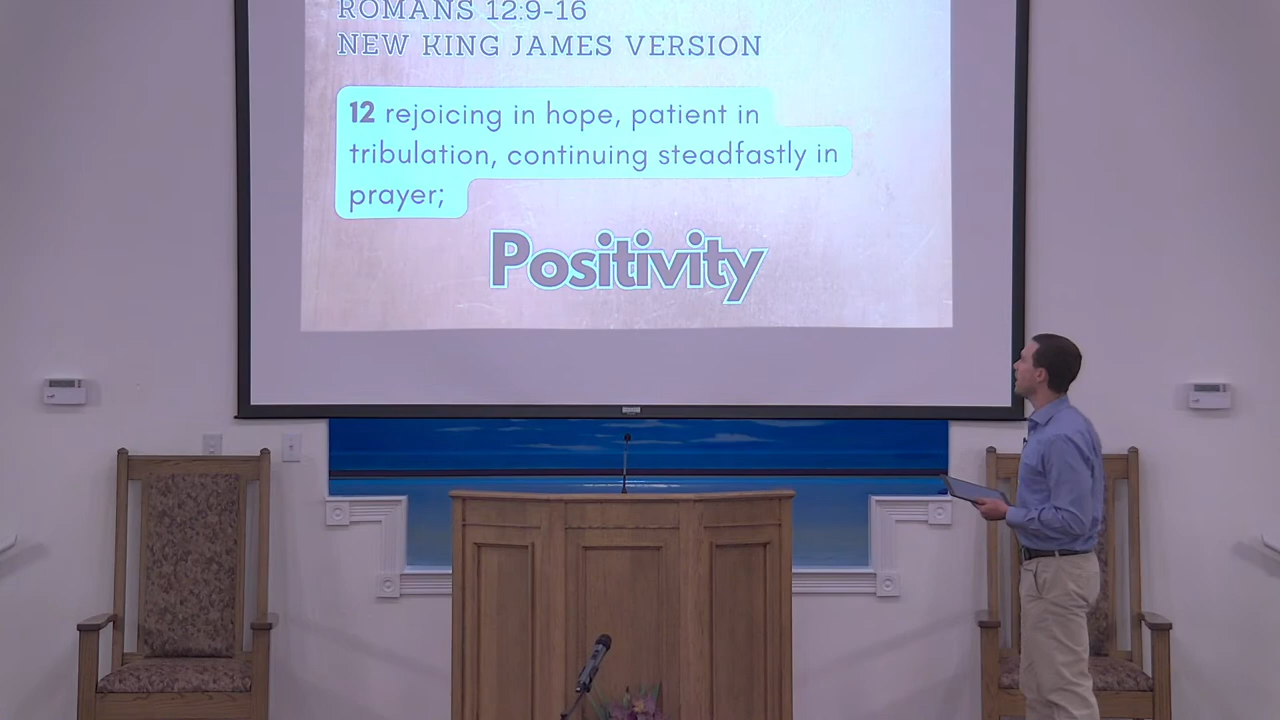 ROMANS 12:9-16
NEW KING JAMES VERSION
12 rejoicing in hope, patient in
tribulation, continuing steadfastly in
prayer;
Positivity